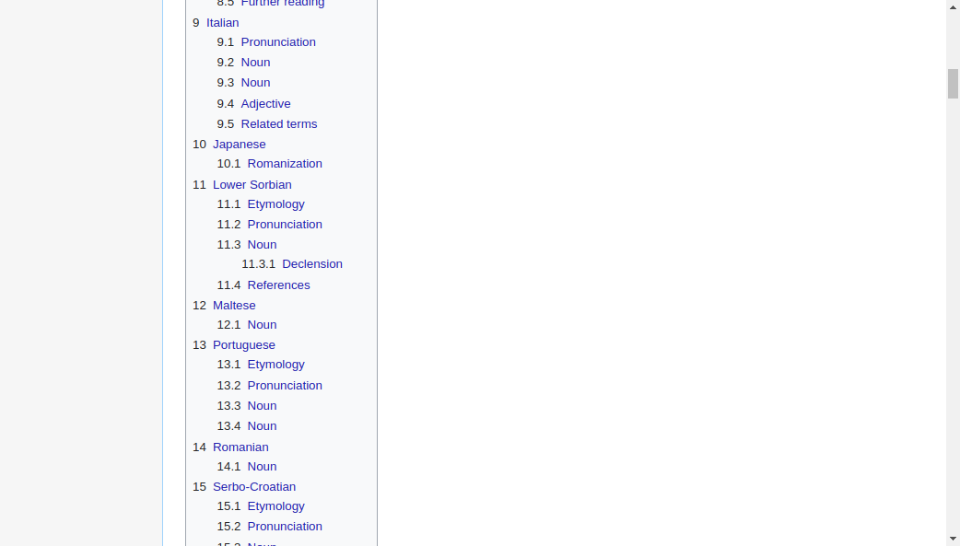 8.5 Further reading
9 Italian
9.1 Pronunciation
9.2 Noun
9.3 Noun
9.4 Adjective
9.5 Related terms
10 Japanese
10.1 Romanization
11 Lower Sorbian
11.1 Etymology
11.2 Pronunciation
11.3 Noun
11.3.1 Declension
11.4 References
12 Maltese
12.1 Noun
13 Portuguese
13.1 Etymology
13.2 Pronunciation
13.3 Noun
13.4 Noun
14 Romanian
14.1 Noun
15 Serbo-Croatian
15.1 Etymology
15.2 Pronunciation
15.3 Noun